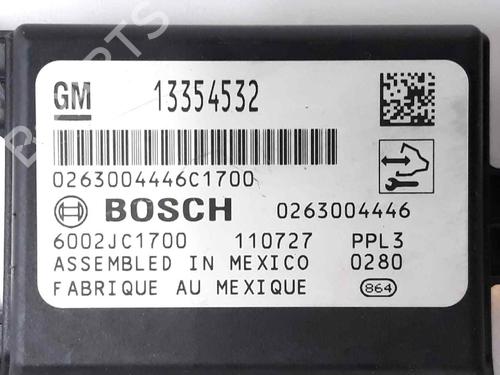 GM 13354532
0263004446C1700
BOSCH 0263004446
6002JC1700 110727 PPL3
ASSEMBLED IN MEXICO 0280
FABRIQUE AU MEXIQUE 864